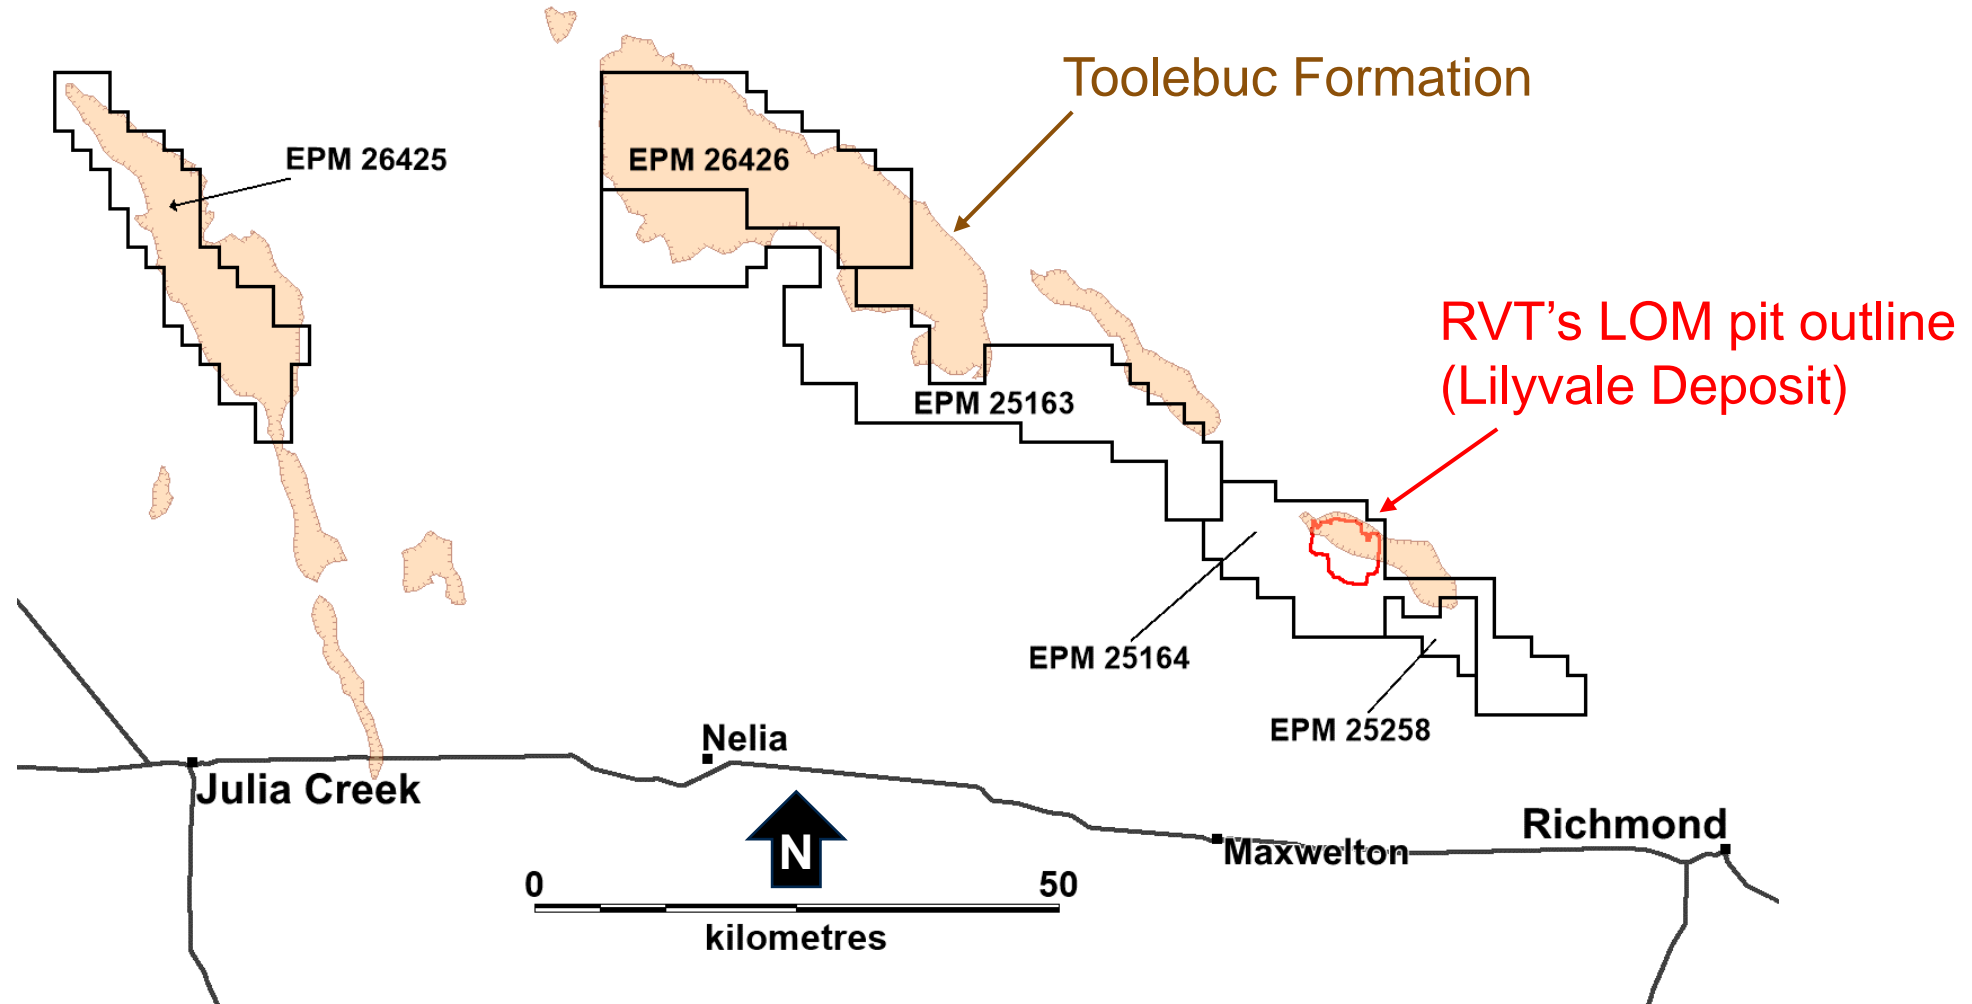 Toolebuc Formation
EPM 26425
EPM 26426
RVT's LOM pit outline
(Lilyvale Deposit)
EPM 25163
EPM 25164
EPM 25258
Nelia
Julia Creek
Richmond
N
Maxwelton
0 50
kilometres